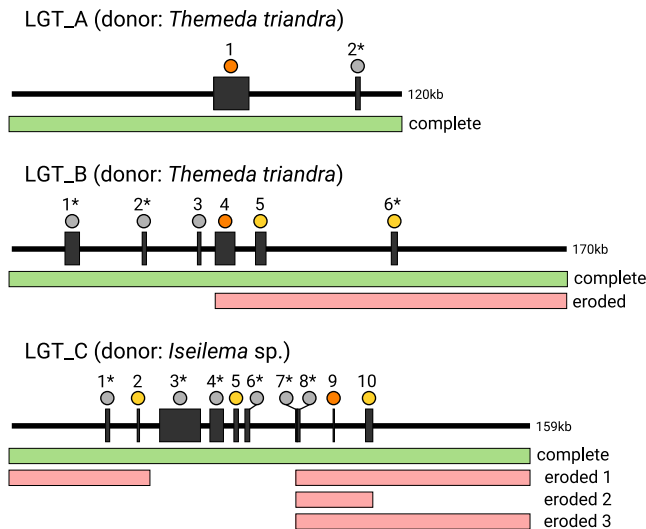 LGT_A (donor: Themeda triandra)
1 2*
120kb
complete
LGT_B (donor: Themeda triandra)
1* 2* 3 4 5 6*
170kb
complete
eroded
LGT_C (donor: Iseilema sp.)
1* 2 3* 4* 5 6* 7* 8* 9 10
159kb
complete
eroded 1
eroded 2
eroded 3